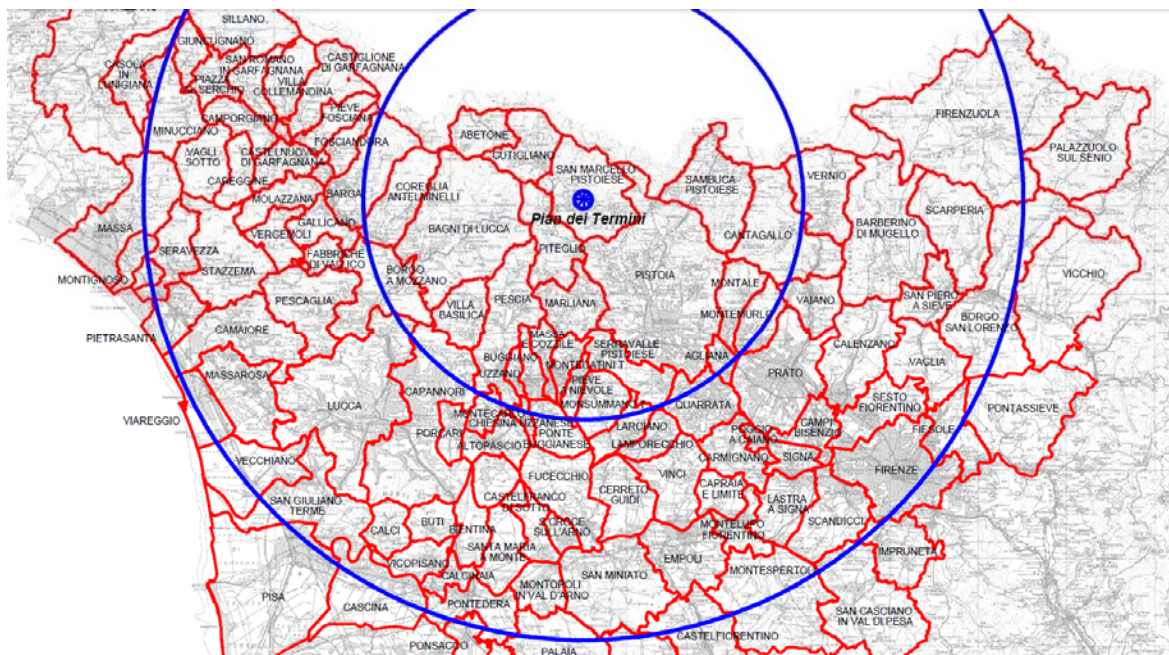 SILLANO
GIUNCUGNANO
CASOLA
IN
LUNIGIANA
SAN ROMANO
IN GARFAGNANA
CASTIGLIONE
DI GARFAGNANA
PIAZZA
AL SERCHIO
VILLA
COLLEMANDINA
CAMPORGIANO
PIEVE
FOSCIANA
MINUCCIANO
FOSCIANDORA
VAGLI
SOTTO
CASTELNUOVO
DI GARFAGNANA
CAREGGINE
MOLAZZANA
BARGA
COREGLIA
ANTELMINELLI
ABETONE
CUTIGLIANO
SAN MARCELLO
PISTOIESE
Pian dei Termini
SAMBUCA
PISTOIESE
VERNIO
FIRENZUOLA
PALAZZUOLO
SUL SENIO
MASSA
GALLICANO
VERGEMOLI
BAGNI DI LUCCA
CANTAGALLO
BARBERINO
DI MUGELLO
SCARPERIA
SERAVEZZA
FABBRICHE
DI VALLICO
PITEGLIO
MONTIGNOSO
STAZZEMA
BORGO
A MOZZANO
PISTOIA
VICCHIO
PESCAGLIA
VILLA
BASILICA
PESCIA
MARLIANA
MONTALE
VAIANO
SAN PIERO
A SIEVE
BORGO
SAN LORENZO
PIETRASANTA
CAMAIORE
MASSA
E COZZILE
SERRAVALLE
PISTOIESE
MONTEMURLO
CALENZANO
BUGGIANO
UZZANO
MONTECATINI T.
AGLIANA
VAGLIA
MASSAROSA
PIEVE
A NIEVOLE
PRATO
CAPANNORI
MONSUMMANO T.
QUARRATA
SESTO
FIORENTINO
PONTASSIEVE
VIAREGGIO
LUCCA
MONTECARLO
CHIESINA UZZANESE
LARCIANO
POGGIO
A CAIANO
CAMPI
BISENZIO
FIESOLE
PORCARI
ALTOPASCIO
PONTE
BUGGIANESE
LAMPORECCHIO
CARMIGNANO
SIGNA
VECCHIANO
FUCECCHIO
VINCI
FIRENZE
SAN GIULIANO
TERME
CASTELFRANCO
DI SOTTO
CERRETO
GUIDI
CAPRAIA
E LIMITE
LASTRA
A SIGNA
CALCI
BUTI
BIENTINA
S.CROCE
SULL'ARNO
MONTELUPO
FIORENTINO
SCANDICCI
VICOPISANO
SANTA MARIA
A MONTE
EMPOLI
IMPRUNETA
CALCINAIA
SAN MINIATO
MONTESPERTOLI
PISA
CASCINA
PONTEDERA
MONTOPOLI
IN VAL D'ARNO
SAN CASCIANO
IN VAL DI PESA
PONSACCO
PALAIA
CASTELFIORENTINO